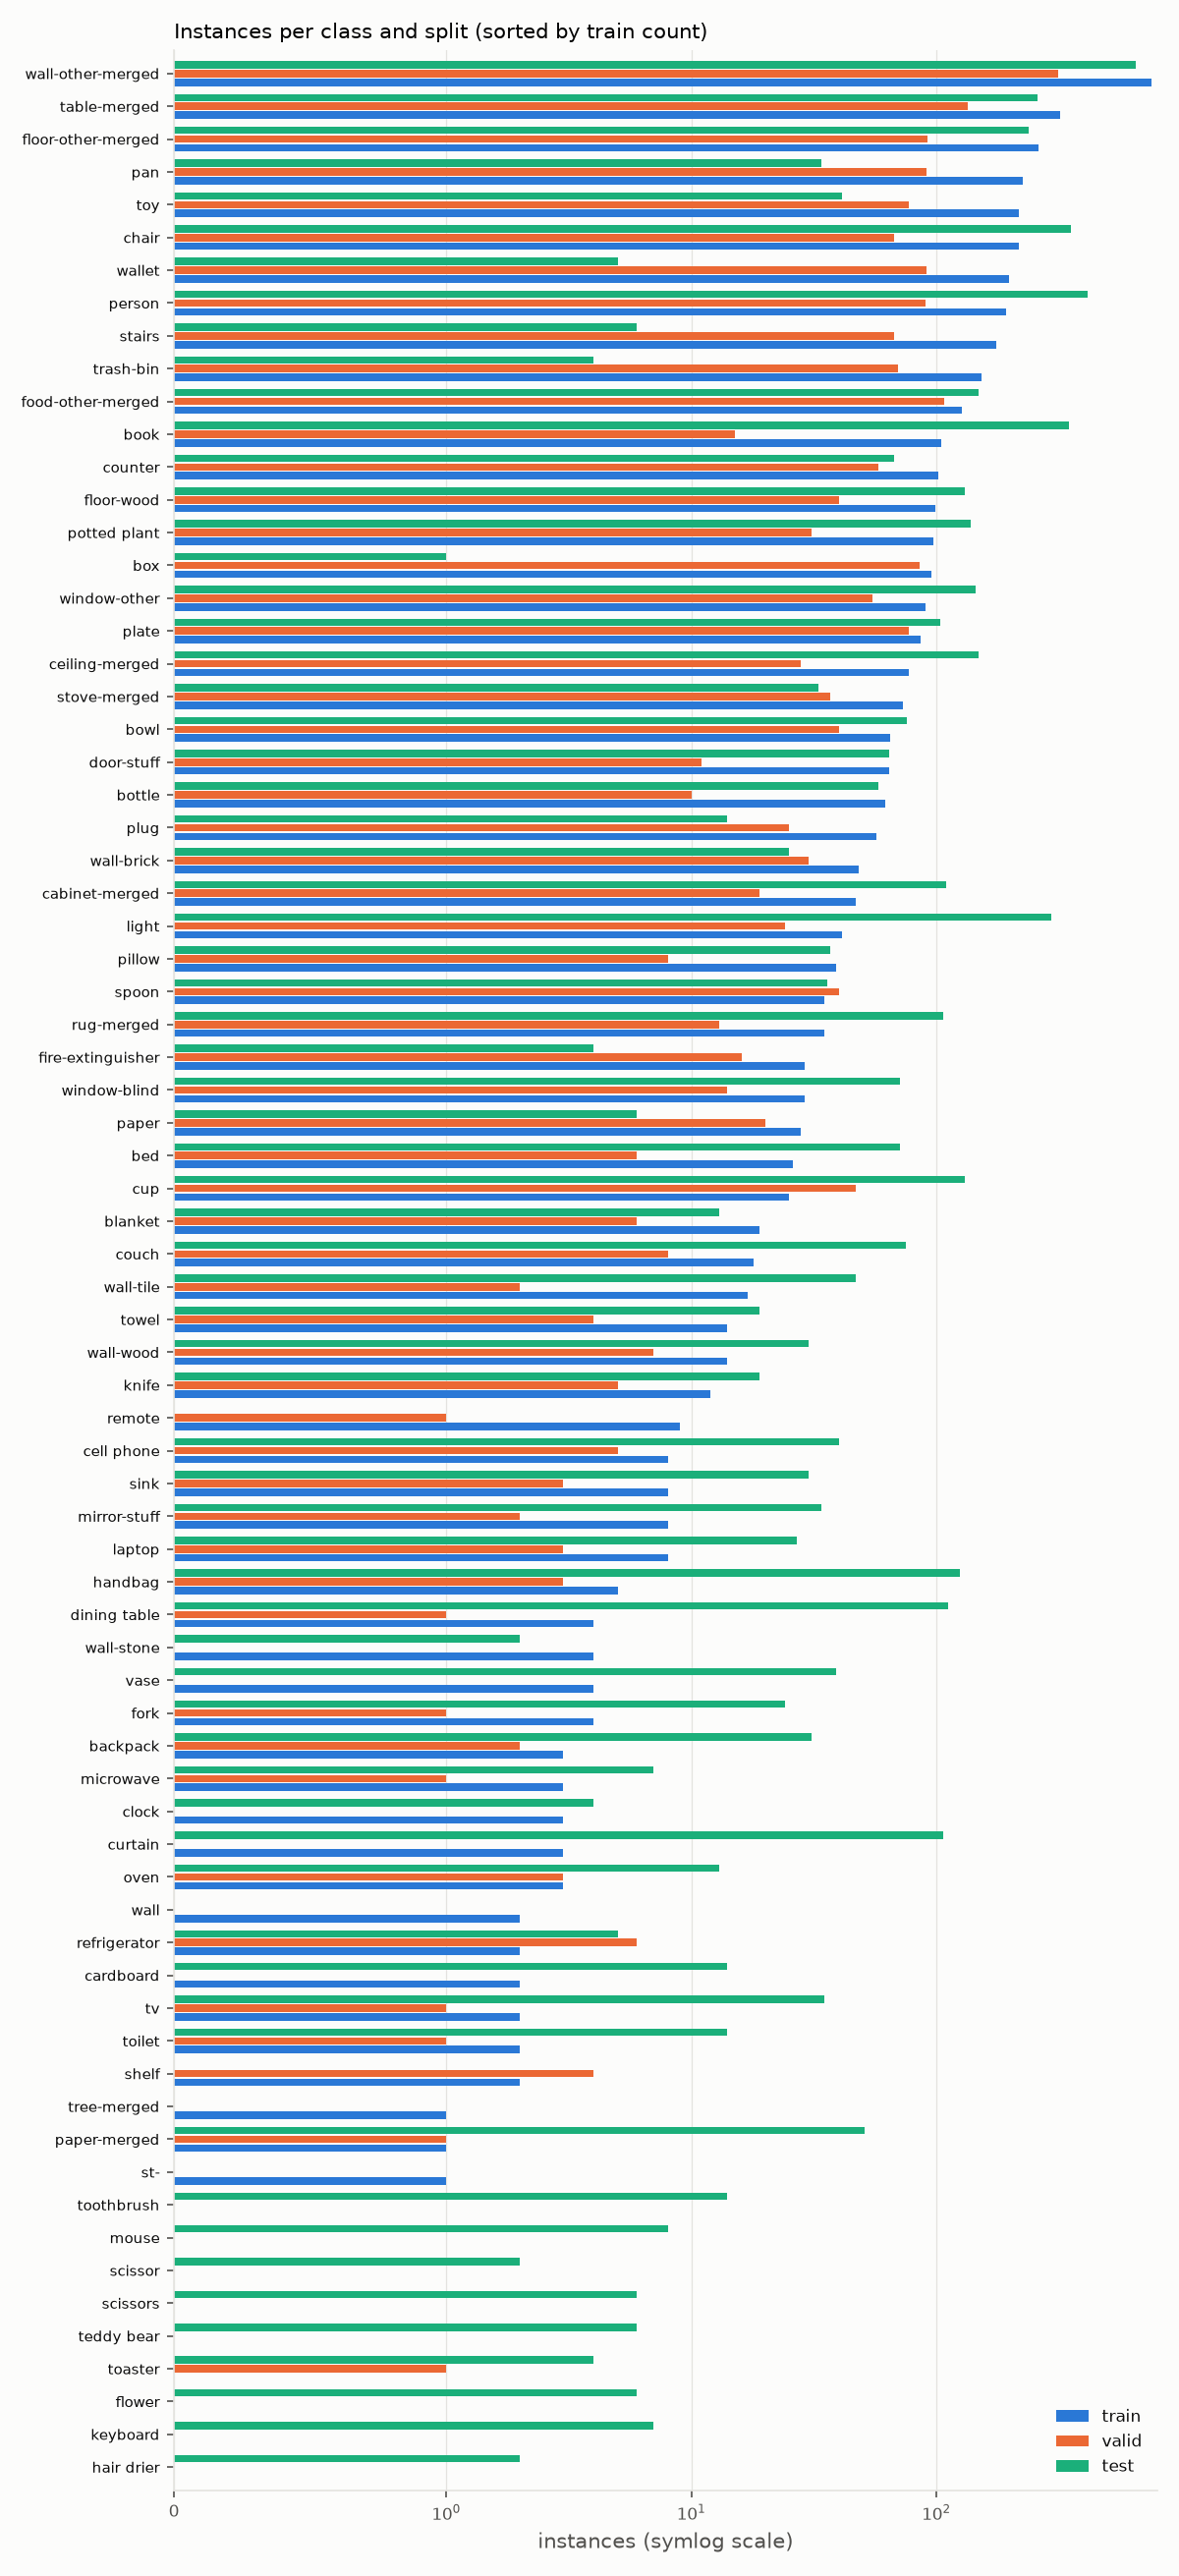 Instances per class and split (sorted by train count)
wall-other-merged
table-merged
floor-other-merged
pan
toy
chair
wallet
person
stairs
trash-bin
food-other-merged
book
counter
floor-wood
potted plant
box
window-other
plate
ceiling-merged
stove-merged
bowl
door-stuff
bottle
plug
wall-brick
cabinet-merged
light
pillow
spoon
rug-merged
fire-extinguisher
window-blind
paper
bed
cup
blanket
couch
wall-tile
towel
wall-wood
knife
remote
cell phone
sink
mirror-stuff
laptop
handbag
dining table
wall-stone
vase
fork
backpack
microwave
clock
curtain
oven
wall
refrigerator
cardboard
tv
toilet
shelf
tree-merged
paper-merged
st-
toothbrush
mouse
scissor
scissors
teddy bear
toaster
flower
keyboard
hair drier
train
valid
test
0 10⁰ 10¹ 10²
instances (symlog scale)